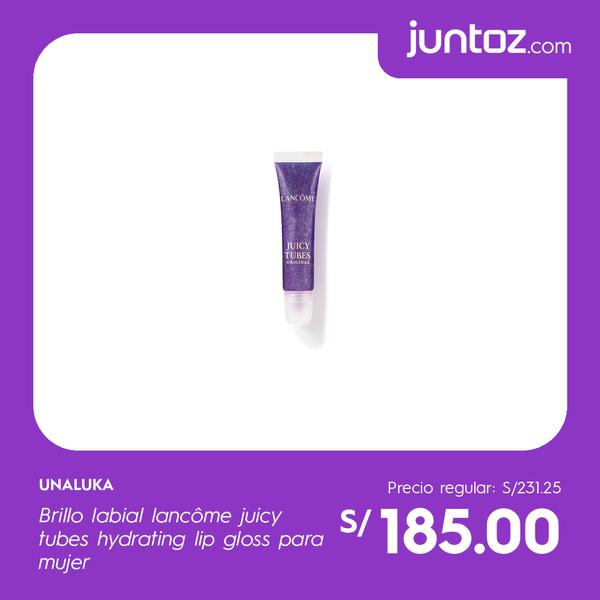 juntoz.com
LANCÔME
JUICY
TUBES
ORIGINAL
UNALUKA
Brillo labial lancôme juicy
tubes hydrating lip gloss para
mujer
Precio regular: S/231.25
S/185.00